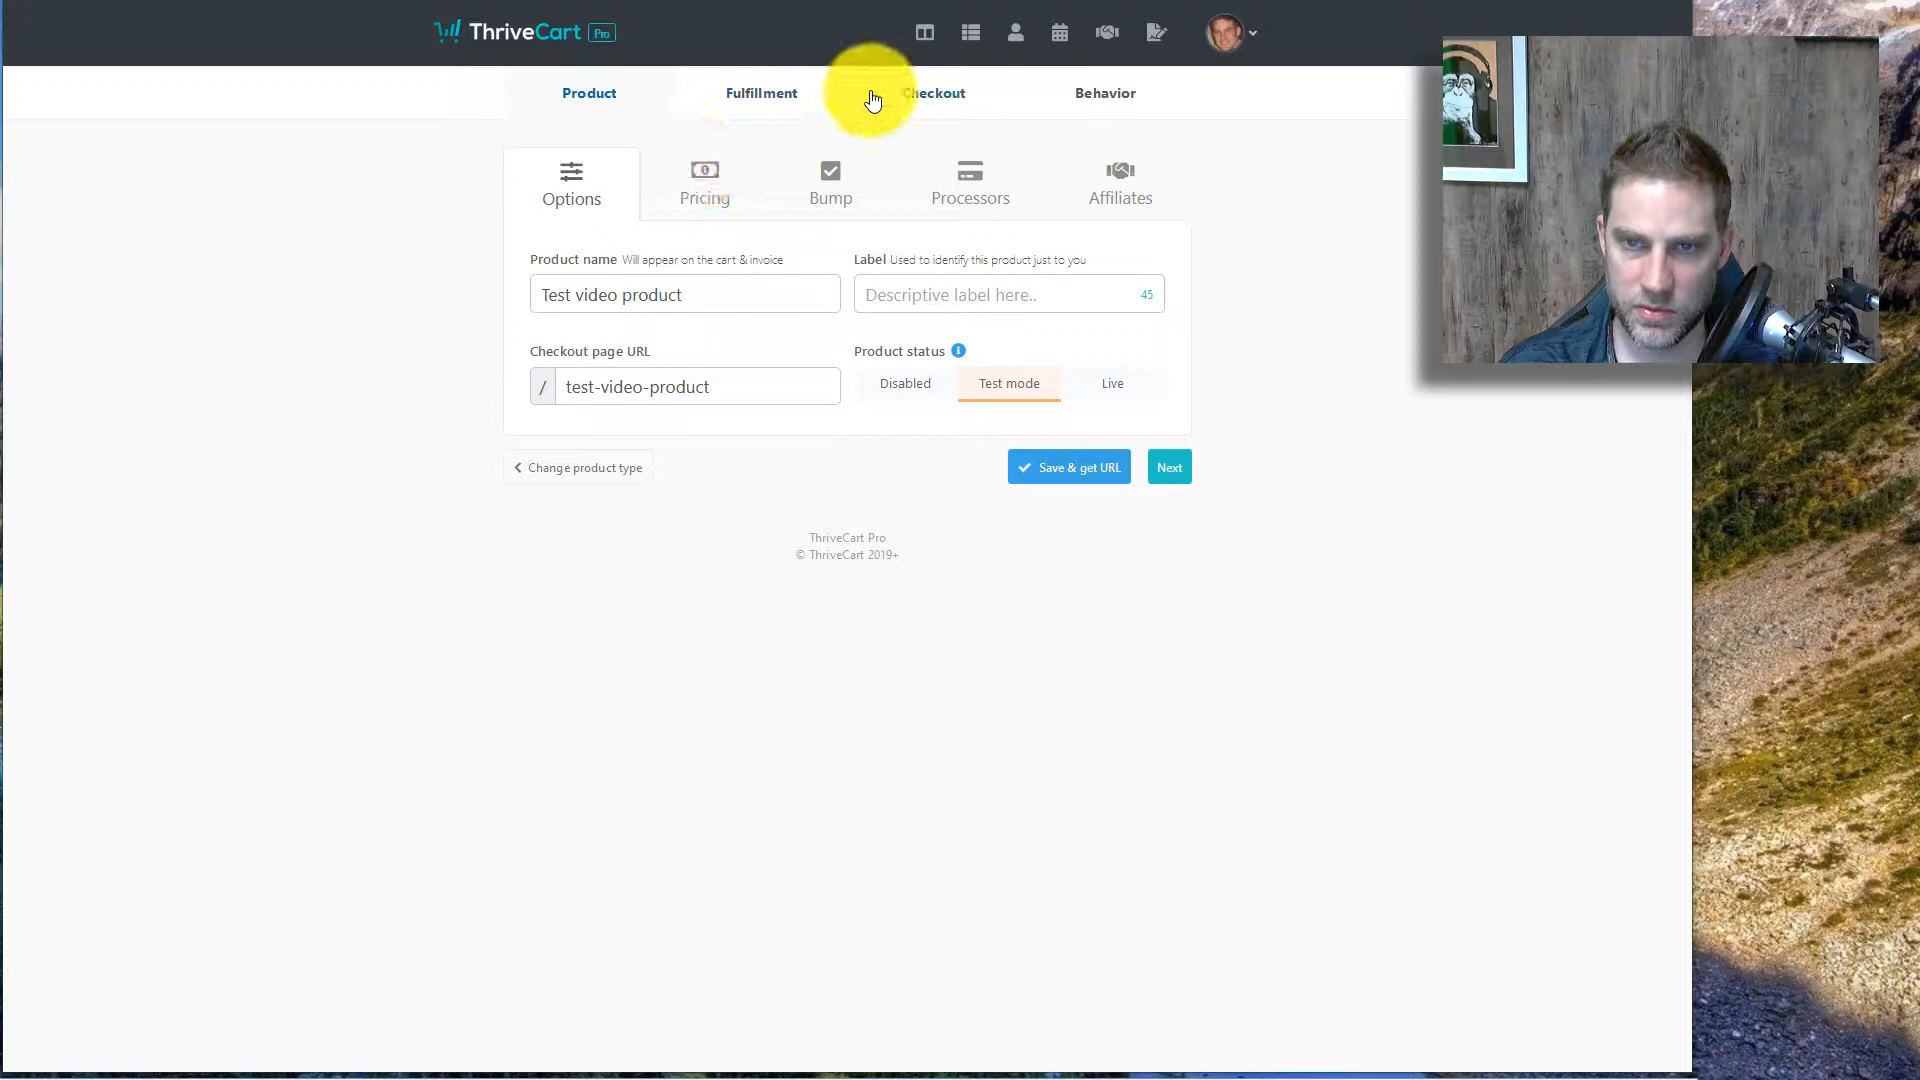 ThriveCart Pro
Product Fulfillment Checkout Behavior
Options Pricing Bump Processors Affiliates
Product name Will appear on the cart & invoice
Label Used to identify this product just to you
Test video product
Descriptive label here.. 45
Checkout page URL
Product status
/ test-video-product
Disabled Test mode Live
Change product type
Save & get URL Next
ThriveCart Pro
© ThriveCart 2019+